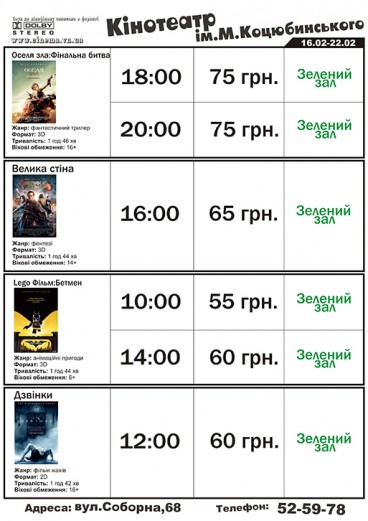 DOLBY
STEREO
www.cinema.vn.ua
Кінотеатр
ім.М.Коцюбинського
16.02-22.02
Оселя зла:Фінальна битва
Жанр: фантастичний трилер
Формат: 3D
Тривалість: 1 год 46 хв
Вікові обмеження: 16+
18:00 75 грн. Зелений зал
20:00 75 грн. Зелений зал
Велика стіна
Жанр: фентезі
Формат: 3D
Тривалість: 1 год 44 хв
Вікові обмеження: 14+
16:00 65 грн. Зелений зал
Lego Фільм:Бетмен
Жанр: анімаційні пригоди
Формат: 3D
Тривалість: 1 год 44 хв
Вікові обмеження: 6+
10:00 55 грн. Зелений зал
14:00 60 грн. Зелений зал
Дзвінки
Жанр: фільм жахів
Формат: 2D
Тривалість: 1 год 42 хв
Вікові обмеження: 16+
12:00 60 грн. Зелений зал
Адреса: вул.Соборна,68 Телефон: 52-59-78